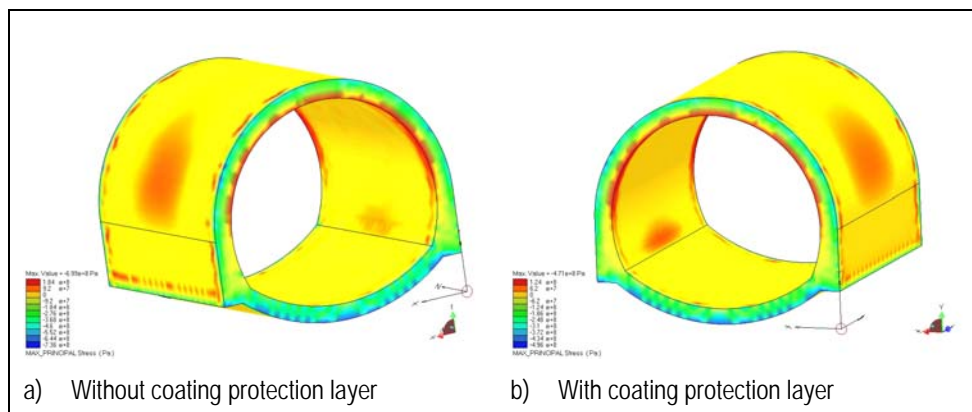 Max. Value = -6.99e+8 Pa
1.84 e+8
9.2 e+7
0
-9.2 e+7
-1.84 e+8
-2.76 e+8
-3.68 e+8
-4.6 e+8
-5.52 e+8
-6.44 e+8
-7.36 e+8
MAX_PRINCIPAL Stress (Pa)
Max. Value = -4.71e+8 Pa
1.24 e+8
6.2 e+7
0
-6.2 e+7
-1.24 e+8
-1.86 e+8
-2.48 e+8
-3.1 e+8
-3.72 e+8
-4.34 e+8
-4.96 e+8
MAX_PRINCIPAL Stress (Pa)
Y
a) Without coating protection layer
b) With coating protection layer